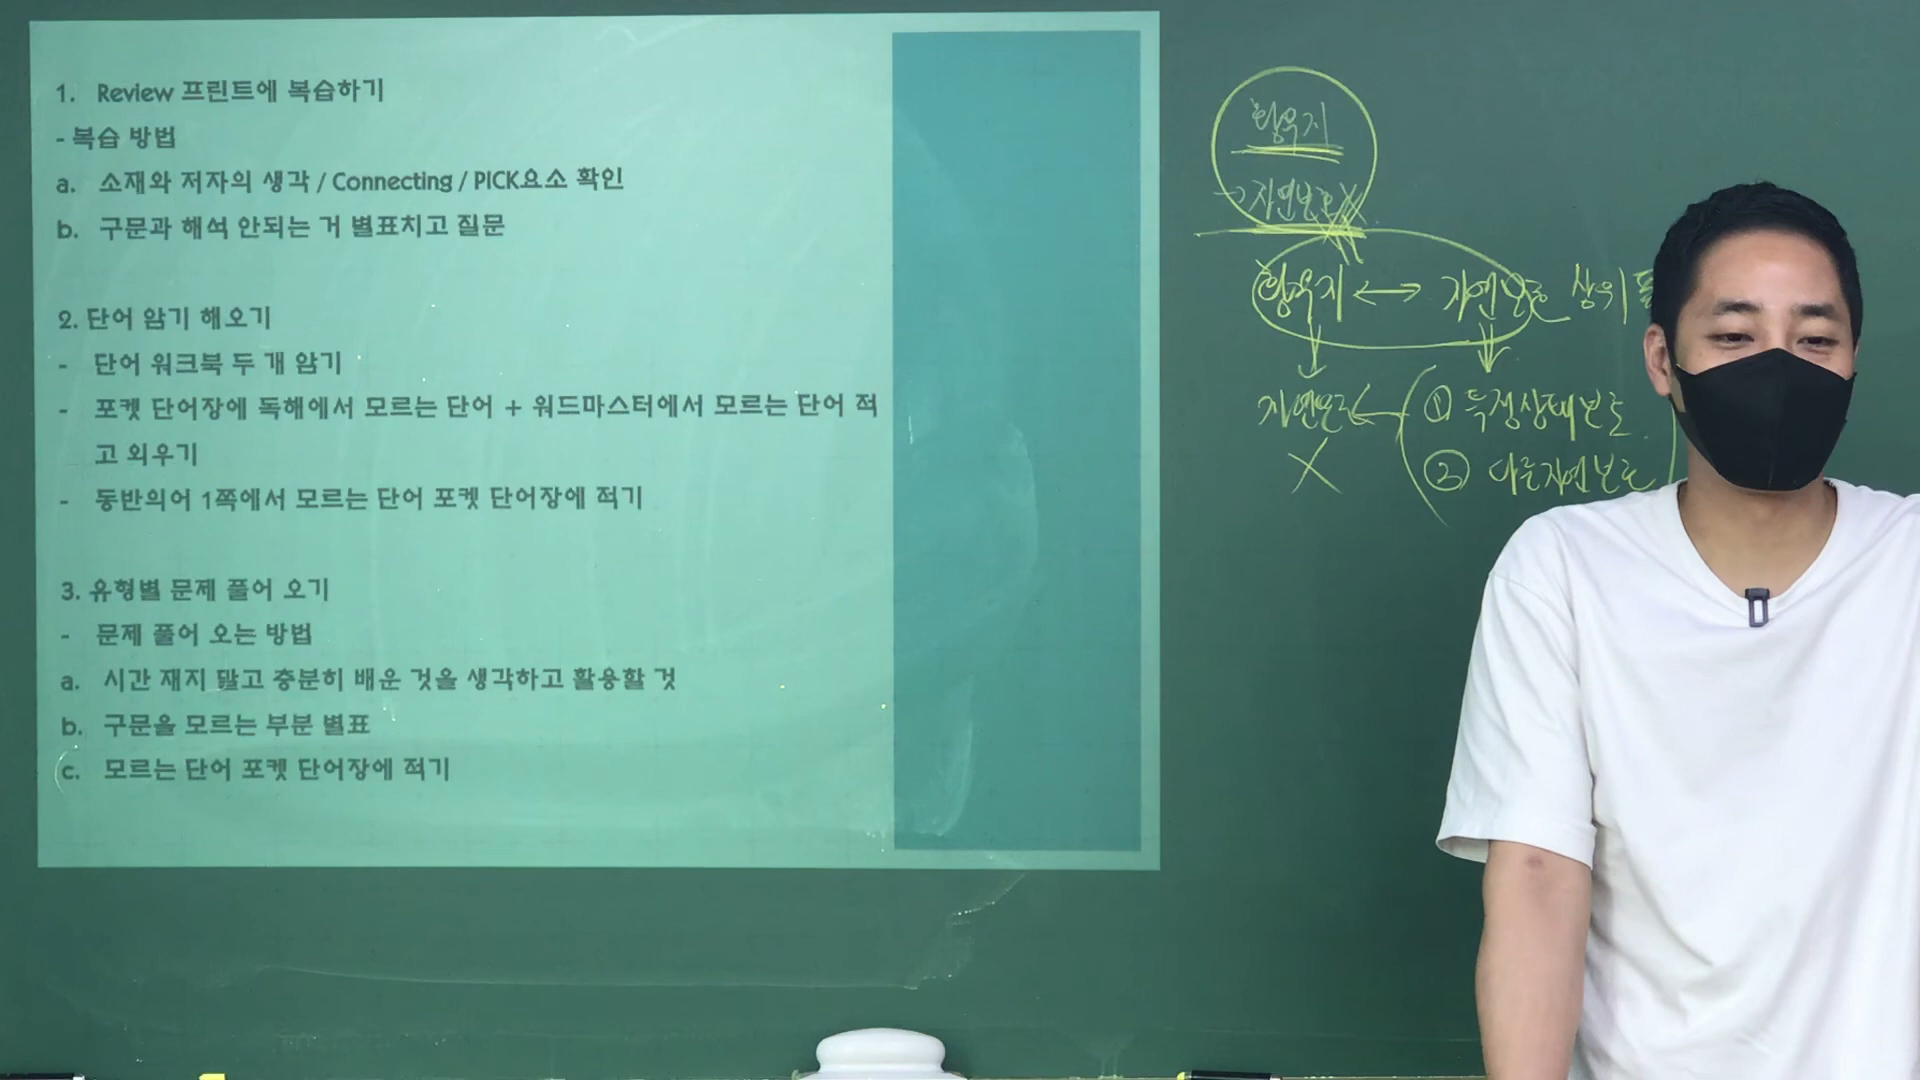 1. Review 프린트에 복습하기
- 복습 방법
a. 소재와 저자의 생각 / Connecting / PICK요소 확인
b. 구문과 해석 안되는 거 별표치고 질문
2. 단어 암기 해오기
- 단어 워크북 두 개 암기
- 포켓 단어장에 독해에서 모르는 단어 + 워드마스터에서 모르는 단어 적
고 외우기
- 동반의어 1쪽에서 모르는 단어 포켓 단어장에 적기
3. 유형별 문제 풀어 오기
- 문제 풀어 오는 방법
a. 시간 재지 말고 충분히 배운 것을 생각하고 활용할 것
b. 구문을 모르는 부분 별표
c. 모르는 단어 포켓 단어장에 적기
황무지
→ 자연보호
황무지 ↔ 자연보호 상위
자연보호 ←
X
① 특정상태보호
② 다른자연보호